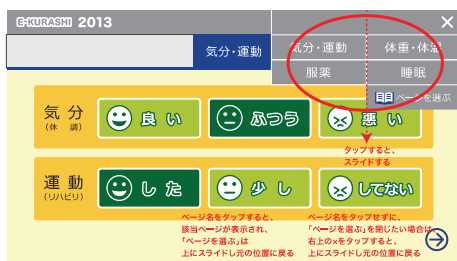 E-KURASHI 2013
気分・運動
気分・運動
体重・体温
服薬
睡眠
ページを選ぶ
気分
(体 調)
良い
ふつう
悪い
タップすると、
スライドする
運動
(リハビリ)
した
少し
してない
ページ名をタップすると、
該当ページが表示され、
「ページを選ぶ」は
上にスライドし元の位置に戻る
ページ名をタップせずに、
「ページを選ぶ」を閉じたい場合は
右上の×をタップすると、
上にスライドし元の位置に戻る